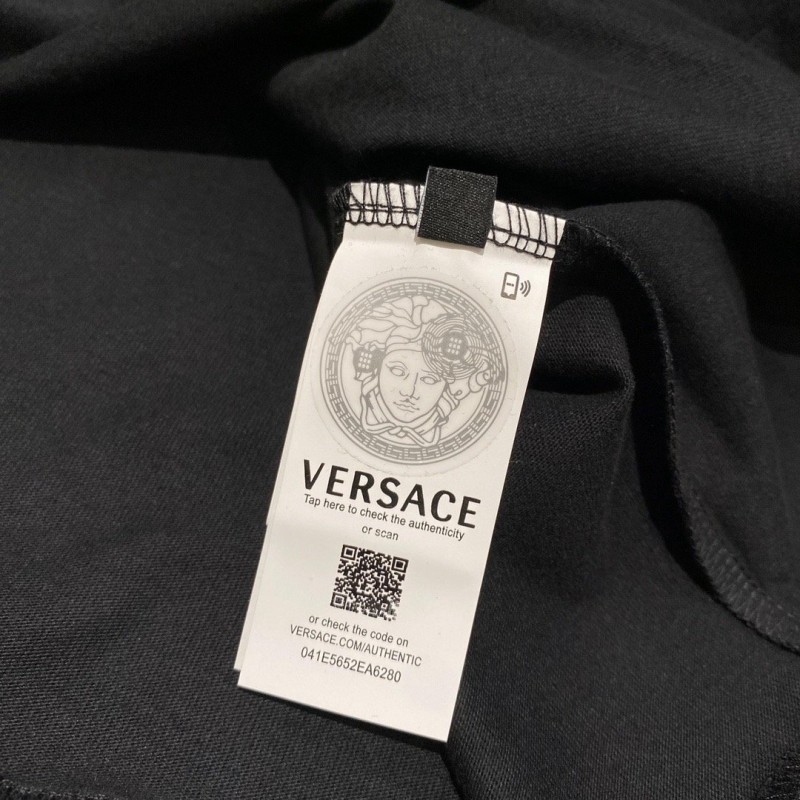 VERSACE
Tap here to check the authenticity
or scan
or check the code on
VERSACE.COM/AUTHENTIC
041E5652EA6280